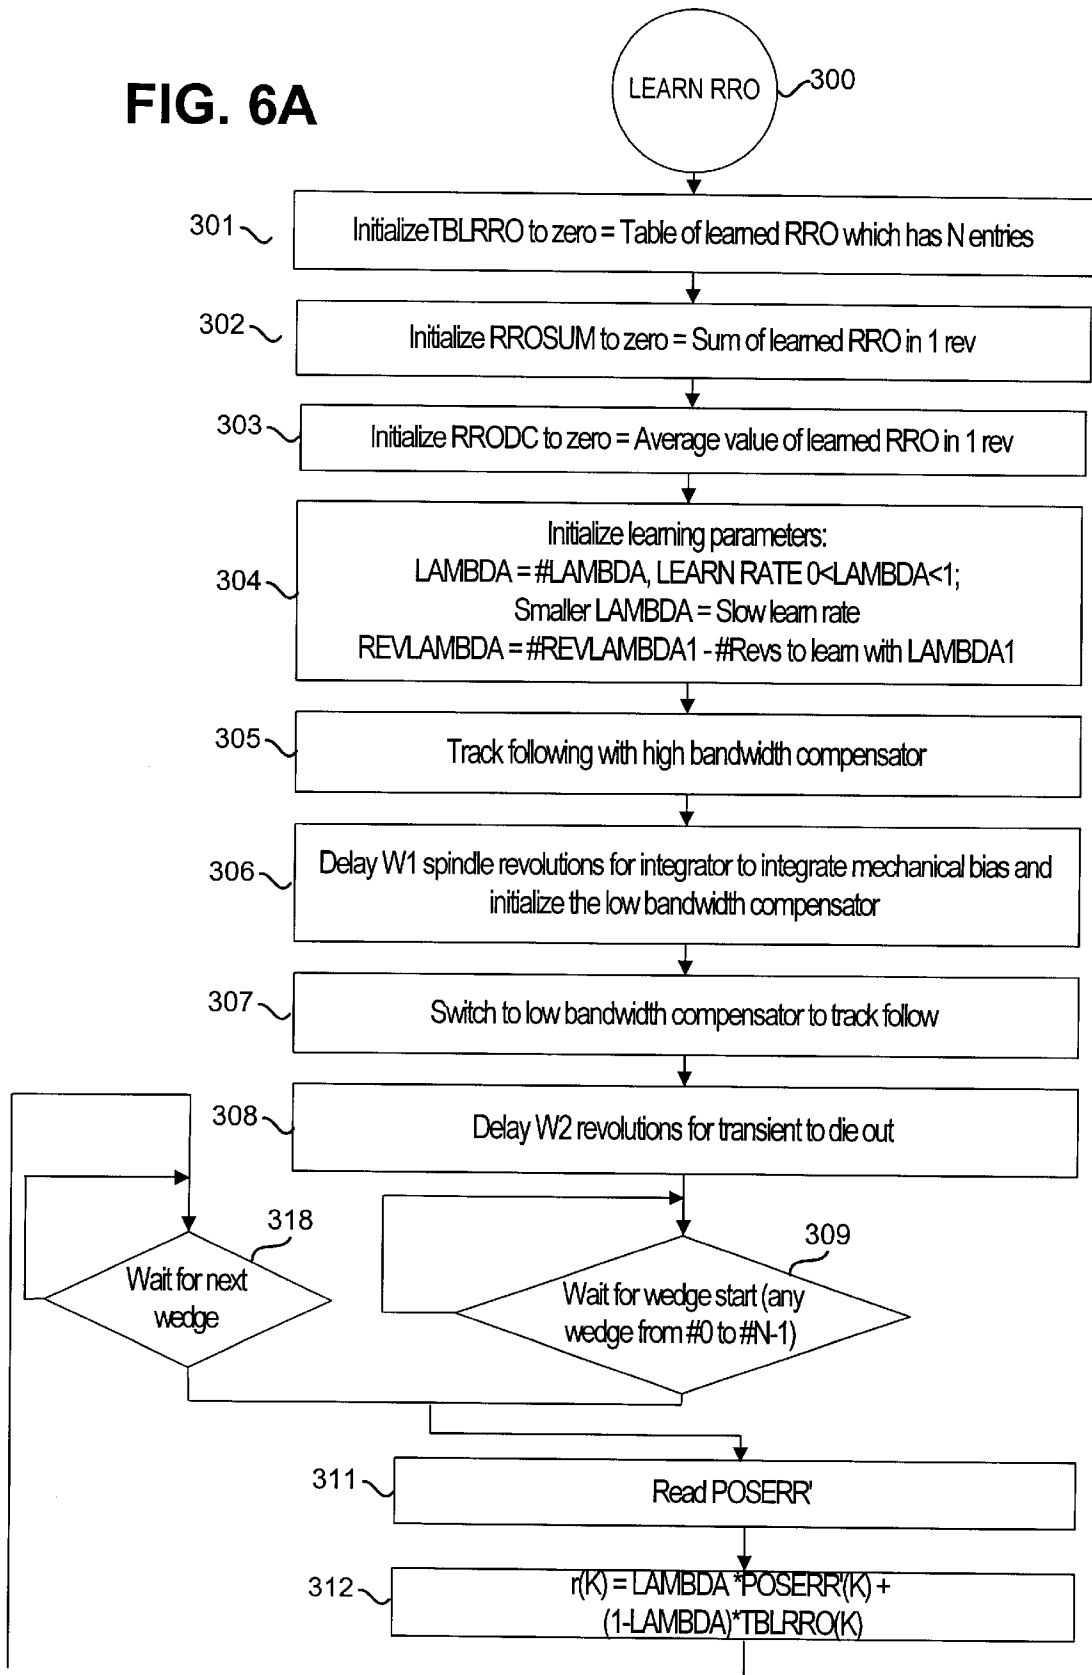 FIG. 6A
LEARN RRO
300
301
InitializeTBLRRO to zero = Table of learned RRO which has N entries
302
Initialize RROSUM to zero = Sum of learned RRO in 1 rev
303
Initialize RRODC to zero = Average value of learned RRO in 1 rev
304
Initialize learning parameters:
LAMBDA = #LAMBDA, LEARN RATE 0<LAMBDA<1;
Smaller LAMBDA = Slow learn rate
REVLAMBDA = #REVLAMBDA1 - #Revs to learn with LAMBDA1
305
Track following with high bandwidth compensator
306
Delay W1 spindle revolutions for integrator to integrate mechanical bias and
initialize the low bandwidth compensator
307
Switch to low bandwidth compensator to track follow
308
Delay W2 revolutions for transient to die out
318
Wait for next
wedge
309
Wait for wedge start (any
wedge from #0 to #N-1)
311
Read POSERR'
312
r(K) = LAMBDA *POSERR'(K) +
(1-LAMBDA)*TBLRRO(K)